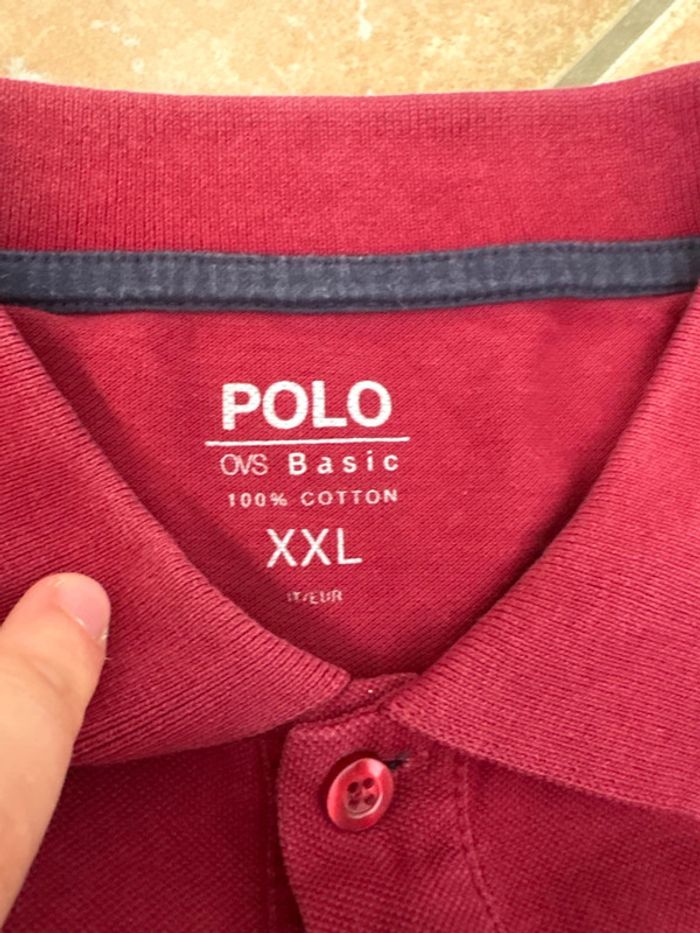 POLO
OVS Basic
100% COTTON
XXL
IT/EUR